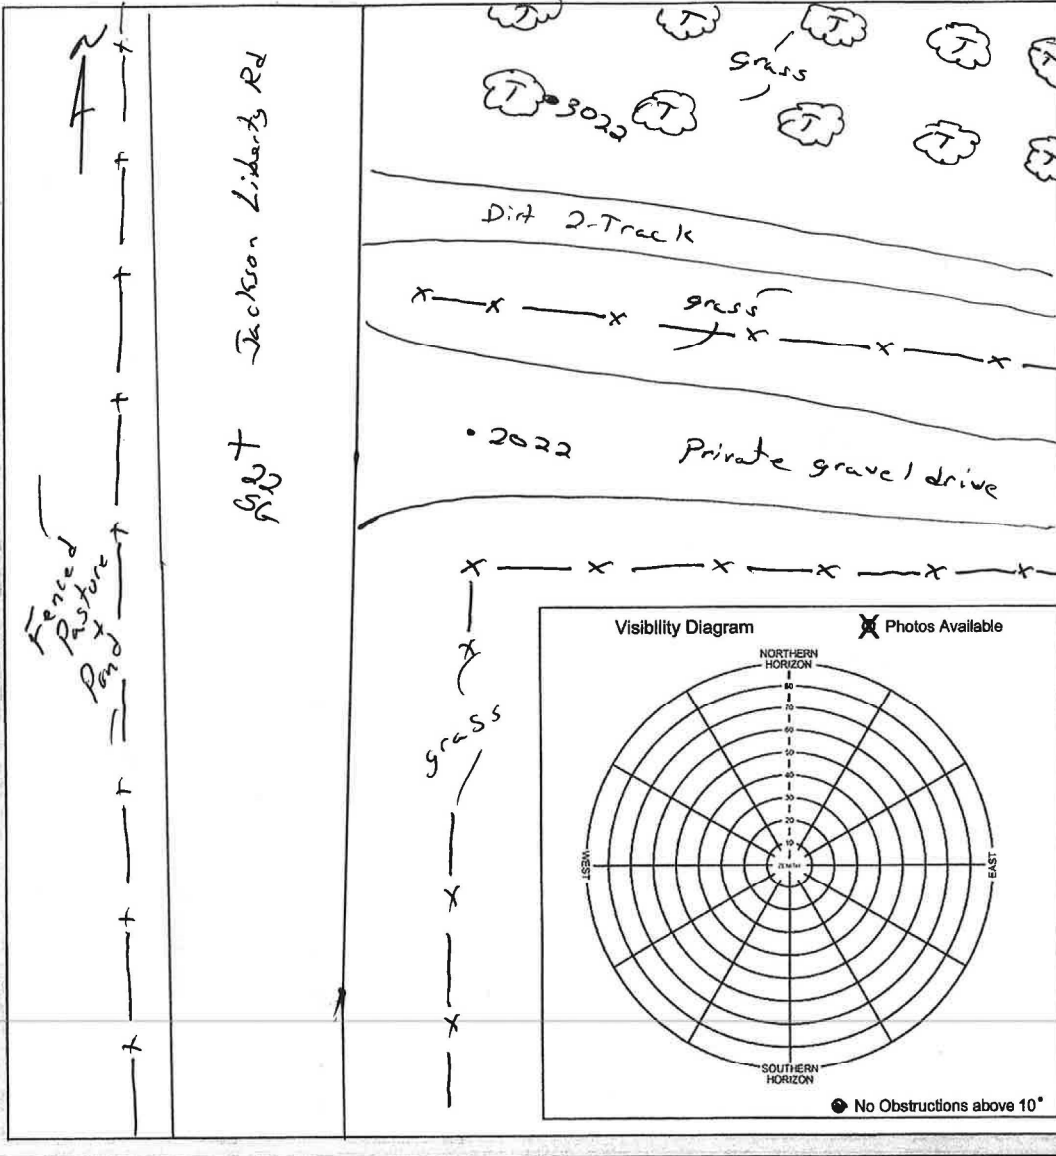 N
T
T
T
T
T
grass
T
3022
T
T
T
T
Jackson Liberty Rd
Dirt 2-Track
grass
2022
Private gravel drive
Fenced
Pasture
+
Pond
grass
Visibility Diagram
Photos Available
NORTHERN
HORIZON
80
70
60
50
40
30
20
10
ZENITH
WEST
EAST
SOUTHERN
HORIZON
No Obstructions above 10°